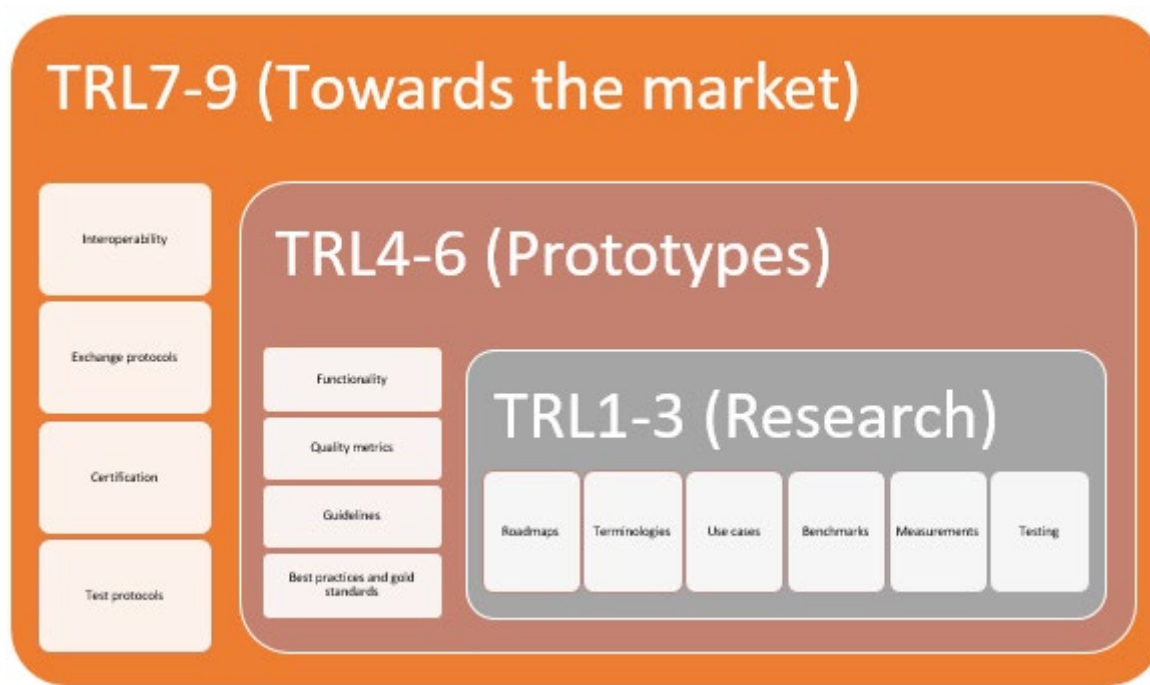 TRL7-9 (Towards the market)
Interoperability
Exchange protocols
Certification
Test protocols
TRL4-6 (Prototypes)
Functionality
Quality metrics
Guidelines
Best practices and gold
standards
TRL1-3 (Research)
Roadmaps
Terminologies
Use cases
Benchmarks
Measurements
Testing